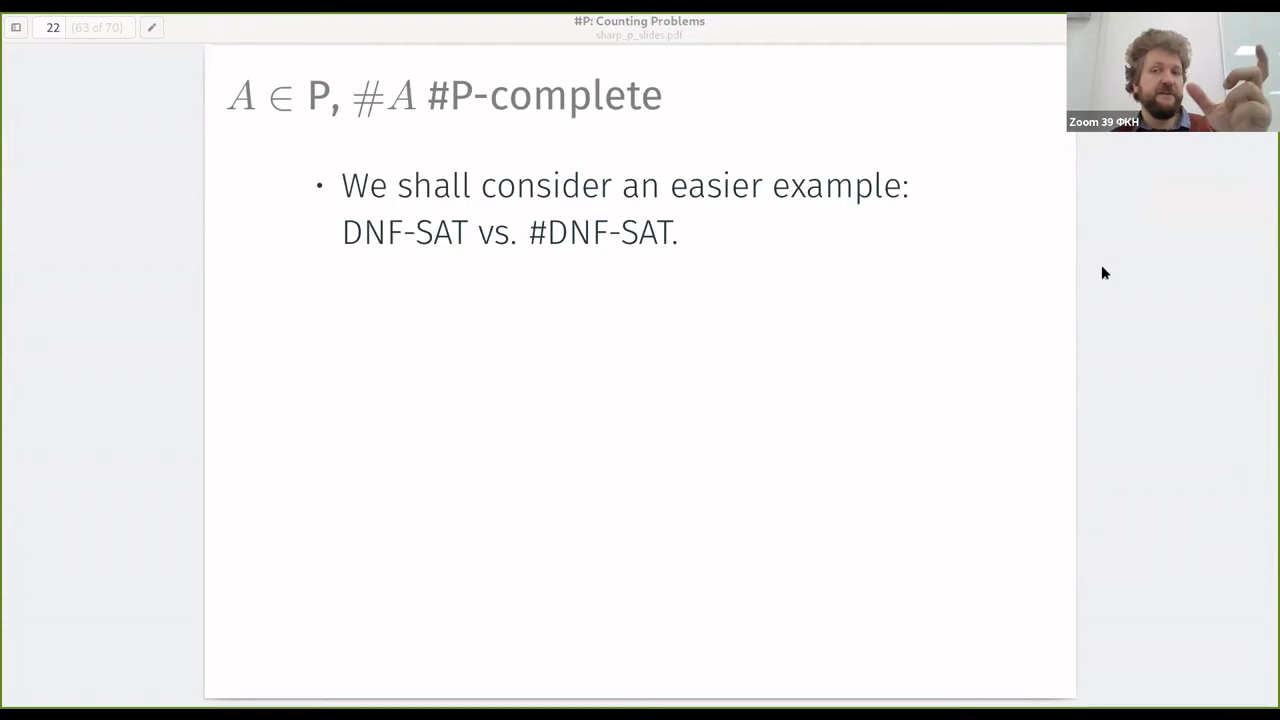 22 (63 of 70)
#P: Counting Problems
sharp_p_slides.pdf
A ∈ P, #A #P-complete
• We shall consider an easier example:
DNF-SAT vs. #DNF-SAT.
Zoom 39 ФКН